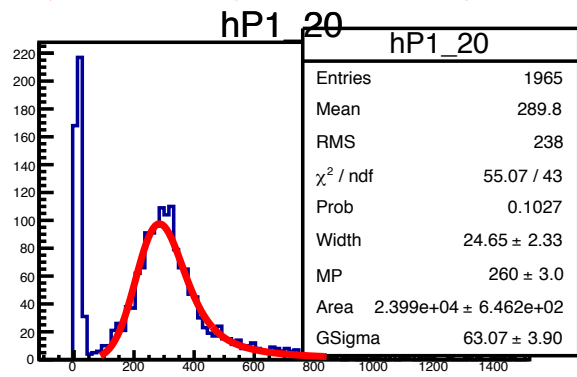 hP1_20
hP1_20
Entries 1965
Mean 289.8
RMS 238
χ² / ndf 55.07 / 43
Prob 0.1027
Width 24.65 ± 2.33
MP 260 ± 3.0
Area 2.399e+04 ± 6.462e+02
GSigma 63.07 ± 3.90
220
200
180
160
140
120
100
80
60
40
20
0
0 200 400 600 800 1000 1200 1400